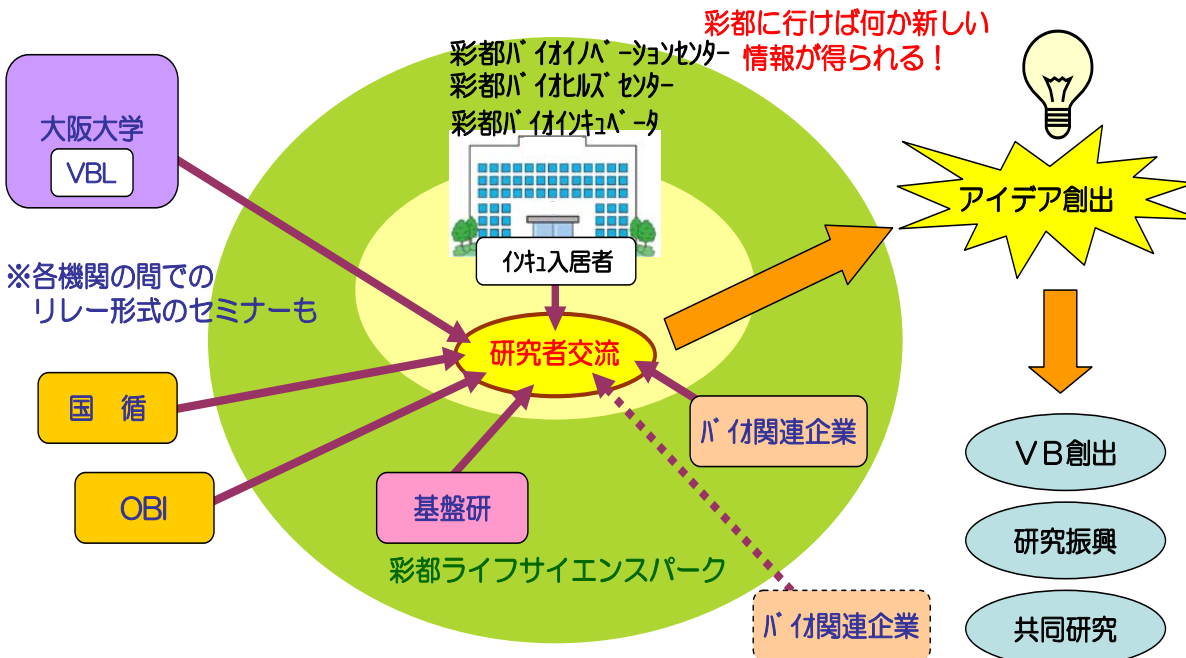 彩都に行けば何か新しい
情報が得られる！
彩都ﾊﾞｲｵｲﾉﾍﾞｰｼｮﾝｾﾝﾀｰ
彩都ﾊﾞｲｵﾋﾙｽﾞｾﾝﾀｰ
彩都ﾊﾞｲｵｲﾝｷｭﾍﾞｰﾀ
大阪大学
VBL
アイデア創出
ｲﾝｷｭ入居者
※各機関の間での
リレー形式のセミナーも
研究者交流
国　循
ﾊﾞｲｵ関連企業
ＶＢ創出
OBI
基盤研
研究振興
彩都ライフサイエンスパーク
ﾊﾞｲｵ関連企業
共同研究